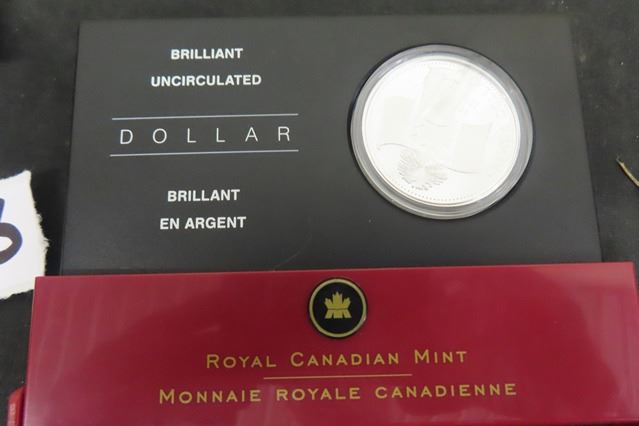 BRILLIANT
UNCIRCULATED
DOLLAR
BRILLANT
EN ARGENT
ROYAL CANADIAN MINT
MONNAIE ROYALE CANADIENNE